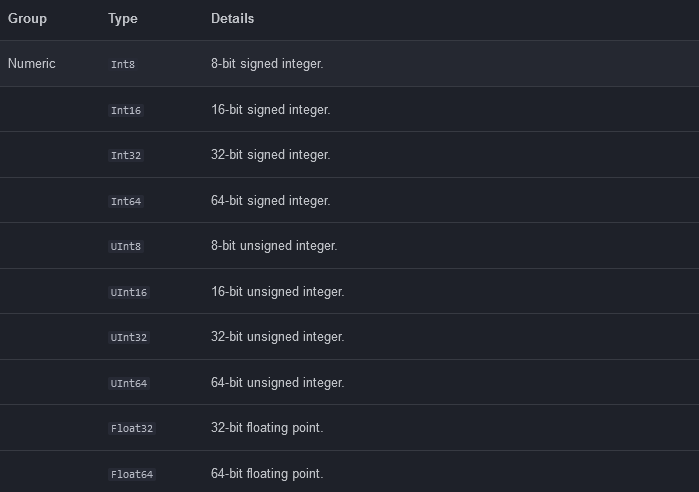 Group Type Details
Numeric Int8 8-bit signed integer.
Int16 16-bit signed integer.
Int32 32-bit signed integer.
Int64 64-bit signed integer.
UInt8 8-bit unsigned integer.
UInt16 16-bit unsigned integer.
UInt32 32-bit unsigned integer.
UInt64 64-bit unsigned integer.
Float32 32-bit floating point.
Float64 64-bit floating point.